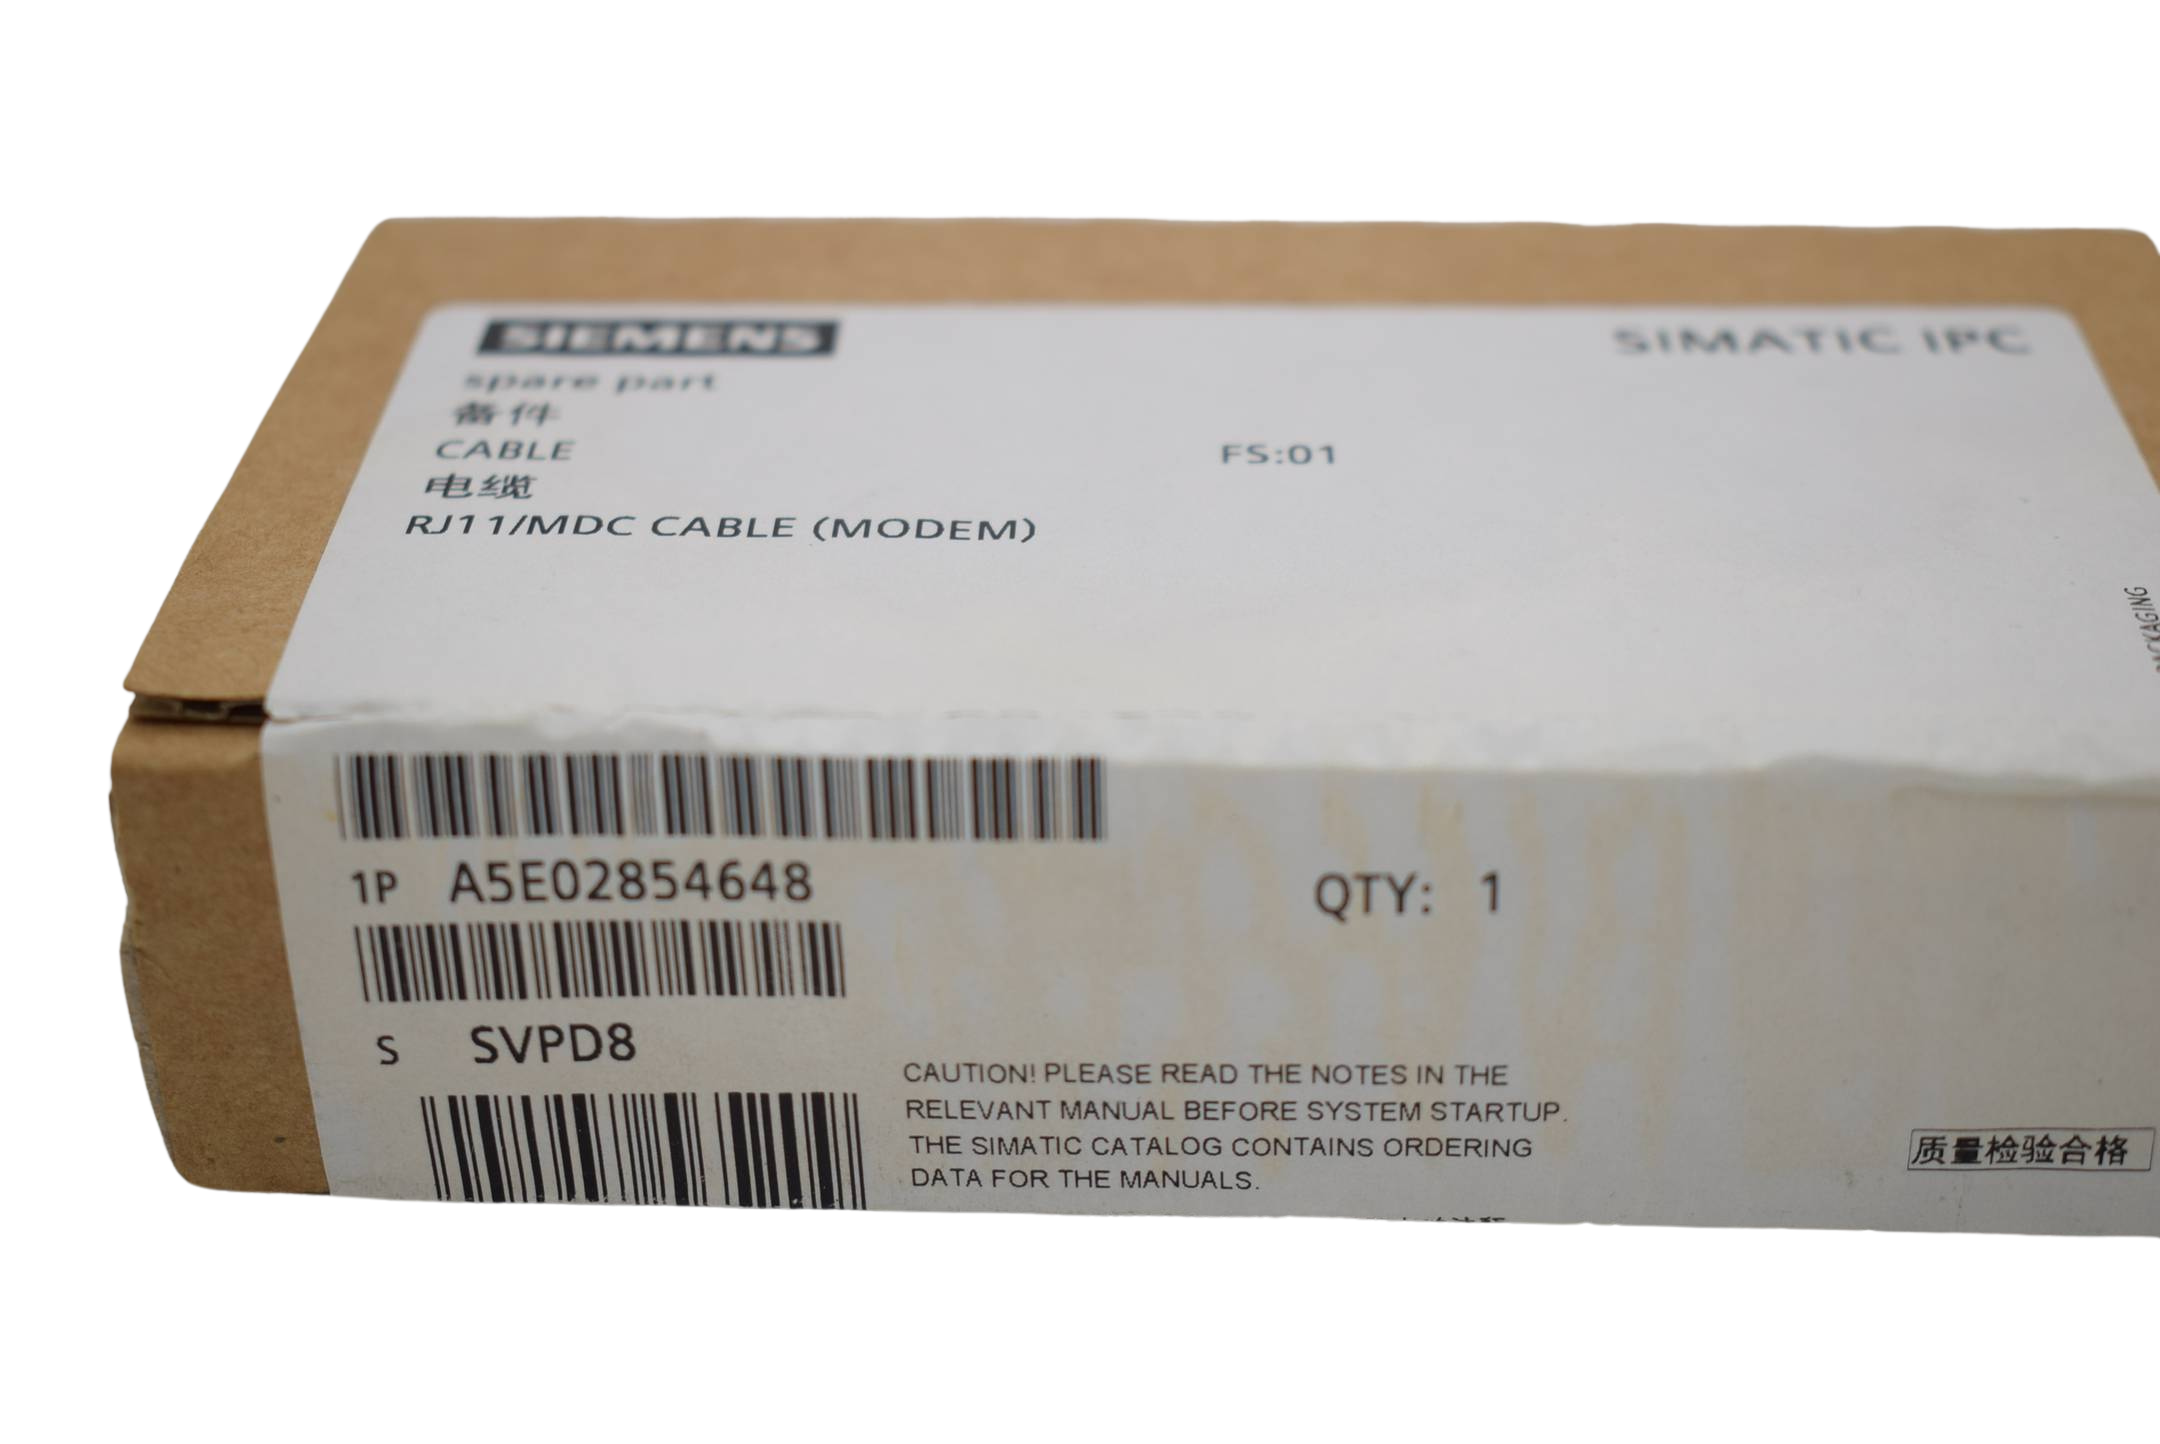 SIEMENS
SIMATIC IPC
spare part
备件
CABLE
FS:01
电缆
RJ11/MDC CABLE (MODEM)
1P A5E02854648
QTY: 1
S SVPD8
CAUTION! PLEASE READ THE NOTES IN THE
RELEVANT MANUAL BEFORE SYSTEM STARTUP.
THE SIMATIC CATALOG CONTAINS ORDERING
DATA FOR THE MANUALS.
质量检验合格